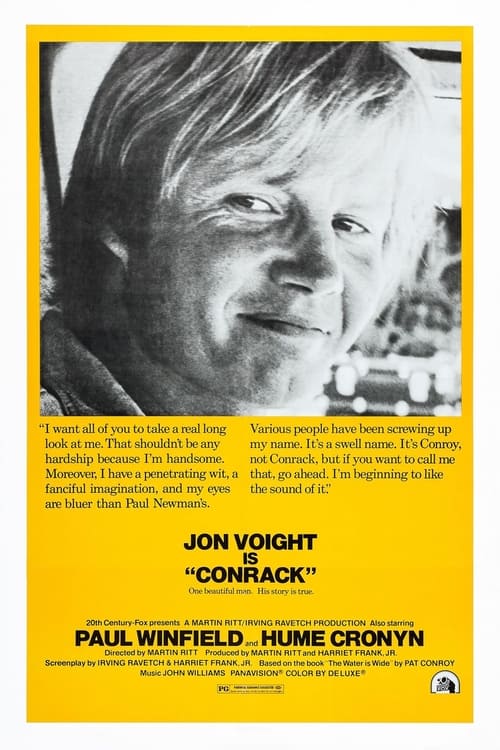 “I want all of you to take a real long
look at me. That shouldn't be any
hardship because I'm handsome.
Moreover, I have a penetrating wit, a
fanciful imagination, and my eyes
are bluer than Paul Newman's.
Various people have been screwing up
my name. It's a swell name. It's Conroy,
not Conrack, but if you want to call me
that, go ahead. I'm beginning to like
the sound of it.”
JON VOIGHT
IS
“CONRACK”
One beautiful man. His story is true.
20th Century-Fox presents A MARTIN RITT/IRVING RAVETCH PRODUCTION Also starring
PAUL WINFIELD and HUME CRONYN
Directed by MARTIN RITT Produced by MARTIN RITT and HARRIET FRANK, JR.
Screenplay by IRVING RAVETCH & HARRIET FRANK, JR. Based on the book “The Water is Wide” by PAT CONROY
Music JOHN WILLIAMS PANAVISION® COLOR BY DELUXE®
PG